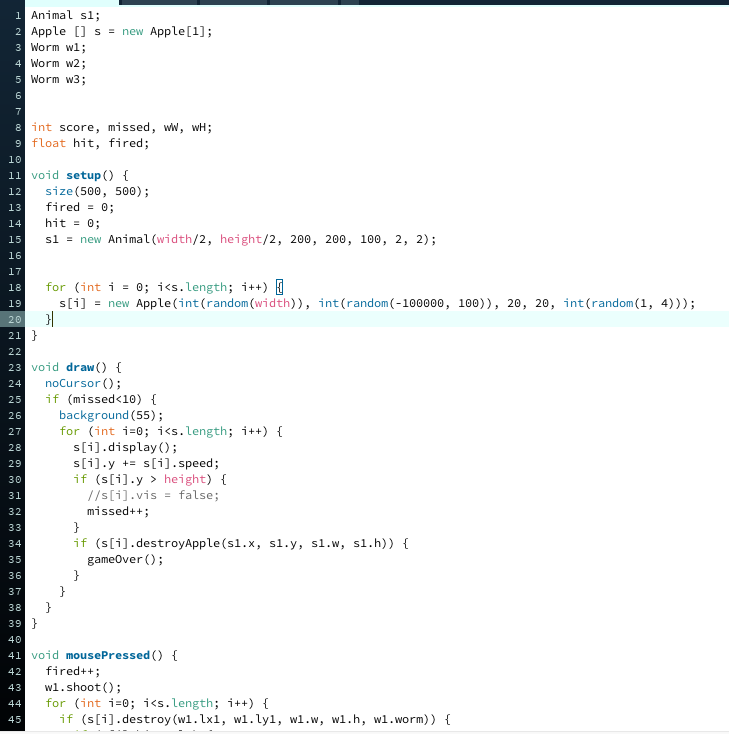 1 Animal s1;
2 Apple [] s = new Apple[1];
3 Worm w1;
4 Worm w2;
5 Worm w3;
6
7
8 int score, missed, wW, wH;
9 float hit, fired;
10
11 void setup() {
12   size(500, 500);
13   fired = 0;
14   hit = 0;
15   s1 = new Animal(width/2, height/2, 200, 200, 100, 2, 2);
16
17
18   for (int i = 0; i<s.length; i++) {
19     s[i] = new Apple(int(random(width)), int(random(-100000, 100)), 20, 20, int(random(1, 4)));
20   }
21 }
22
23 void draw() {
24   noCursor();
25   if (missed<10) {
26     background(55);
27     for (int i=0; i<s.length; i++) {
28       s[i].display();
29       s[i].y += s[i].speed;
30       if (s[i].y > height) {
31         //s[i].vis = false;
32         missed++;
33       }
34       if (s[i].destroyApple(s1.x, s1.y, s1.w, s1.h)) {
35         gameOver();
36       }
37     }
38   }
39 }
40
41 void mousePressed() {
42   fired++;
43   w1.shoot();
44   for (int i=0; i<s.length; i++) {
45     if (s[i].destroy(w1.lx1, w1.ly1, w1.w, w1.h, w1.worm)) {